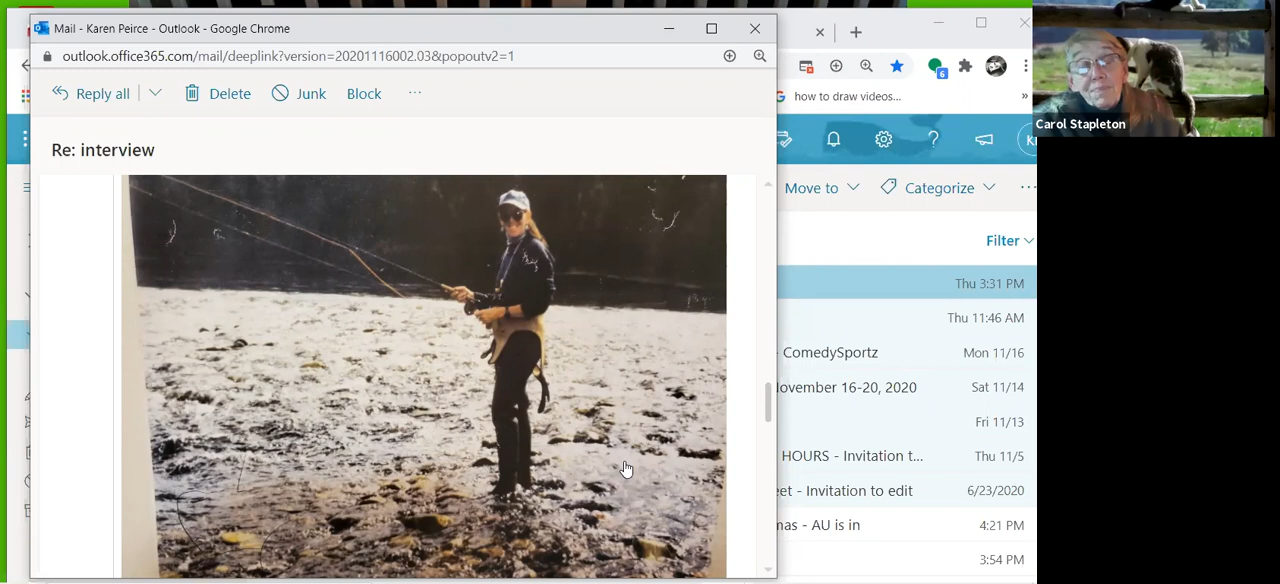 Mail - Karen Peirce - Outlook - Google Chrome
outlook.office365.com/mail/deeplink?version=20201116002.03&popoutv2=1
Reply all
Delete
Junk
Block
Re: interview
6
how to draw videos...
»
Move to
Categorize
Filter
Thu 3:31 PM
Thu 11:46 AM
- ComedySportz
Mon 11/16
November 16-20, 2020
Sat 11/14
Fri 11/13
HOURS - Invitation t...
Thu 11/5
eet - Invitation to edit
6/23/2020
mas - AU is in
4:21 PM
3:54 PM
Carol Stapleton